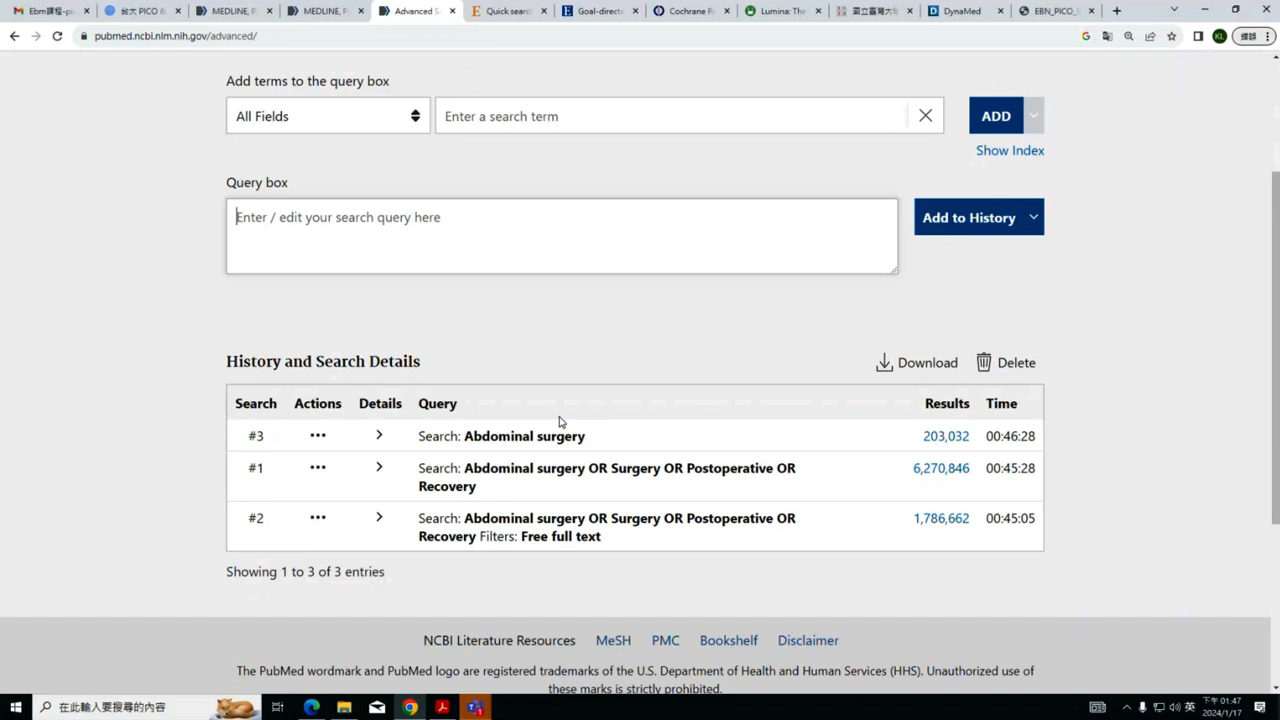 Ebm課程-pi
台大 PICO &
MEDLINE, P
MEDLINE, P
Advanced S
Quick search
Goal-directe
Cochrane P
Lumina: The
國立臺灣大學
DynaMed
EBN_PICO_
pubmed.ncbi.nlm.nih.gov/advanced/
KL
Add terms to the query box
All Fields
Enter a search term
ADD
Show Index
Query box
Enter / edit your search query here
Add to History
History and Search Details
Download
Delete
Search Actions Details Query Results Time
#3 Search: Abdominal surgery 203,032 00:46:28
#1 Search: Abdominal surgery OR Surgery OR Postoperative OR 6,270,846 00:45:28
Recovery
#2 Search: Abdominal surgery OR Surgery OR Postoperative OR 1,786,662 00:45:05
Recovery Filters: Free full text
Showing 1 to 3 of 3 entries
NCBI Literature Resources MeSH PMC Bookshelf Disclaimer
The PubMed wordmark and PubMed logo are registered trademarks of the U.S. Department of Health and Human Services (HHS). Unauthorized use of
these marks is strictly prohibited.
在此輸入要搜尋的內容
英
下午 01:47
2024/1/17